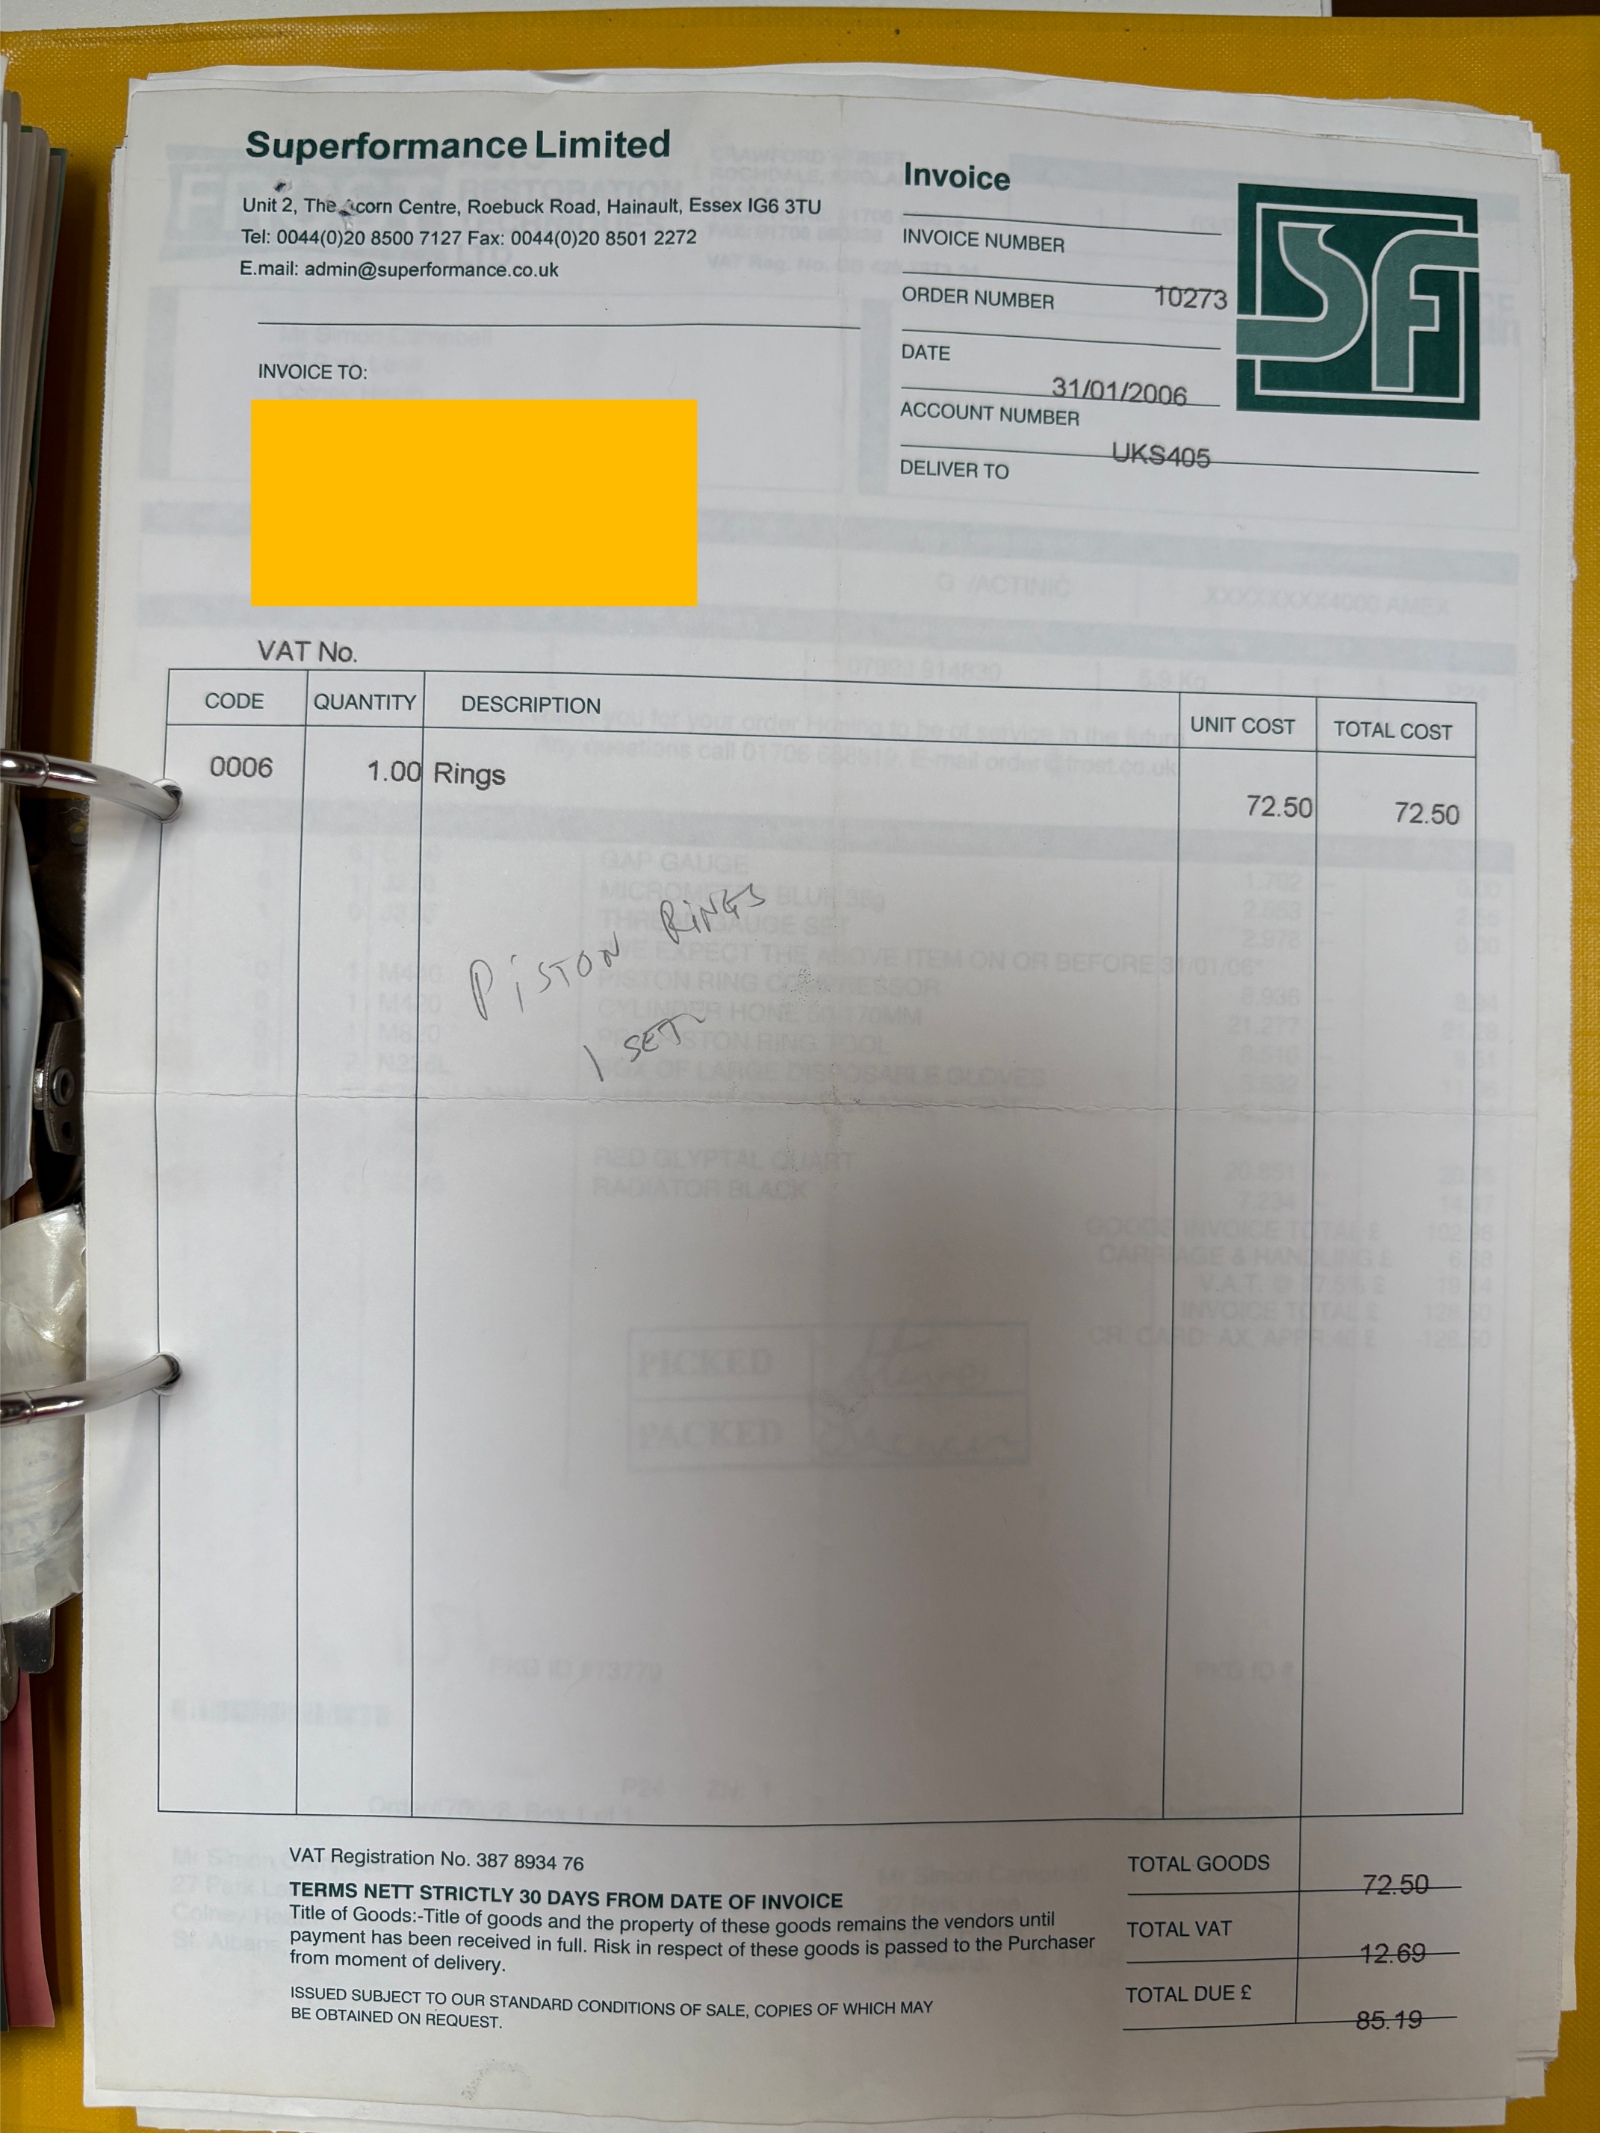 Superformance Limited
Unit 2, The Acorn Centre, Roebuck Road, Hainault, Essex IG6 3TU
Tel: 0044(0)20 8500 7127 Fax: 0044(0)20 8501 2272
E.mail: admin@superformance.co.uk
Invoice
INVOICE NUMBER
10273
ORDER NUMBER
DATE
31/01/2006
ACCOUNT NUMBER
UKS405
DELIVER TO
SF
INVOICE TO:
VAT No.
CODE QUANTITY DESCRIPTION UNIT COST TOTAL COST
0006 1.00 Rings 72.50 72.50
PISTON RINGS
1 SET
VAT Registration No. 387 8934 76
TERMS NETT STRICTLY 30 DAYS FROM DATE OF INVOICE
Title of Goods:-Title of goods and the property of these goods remains the vendors until
payment has been received in full. Risk in respect of these goods is passed to the Purchaser
from moment of delivery.
ISSUED SUBJECT TO OUR STANDARD CONDITIONS OF SALE, COPIES OF WHICH MAY
BE OBTAINED ON REQUEST.
TOTAL GOODS 72.50
TOTAL VAT 12.69
TOTAL DUE £ 85.19